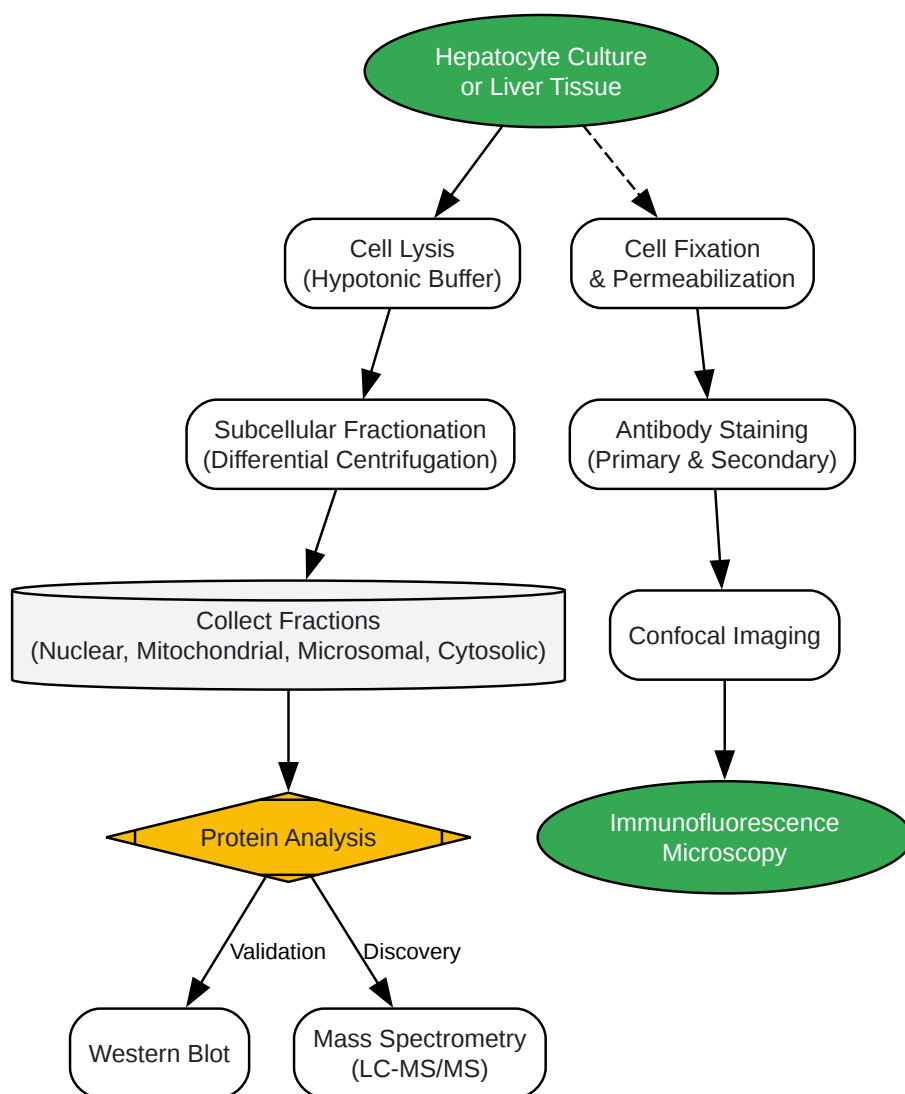 Hepatocyte Culture
or Liver Tissue
Cell Lysis
(Hypotonic Buffer)
Cell Fixation
& Permeabilization
Subcellular Fractionation
(Differential Centrifugation)
Antibody Staining
(Primary & Secondary)
Collect Fractions
(Nuclear, Mitochondrial, Microsomal, Cytosolic)
Confocal Imaging
Protein Analysis
Immunofluorescence
Microscopy
Validation
Discovery
Western Blot
Mass Spectrometry
(LC-MS/MS)